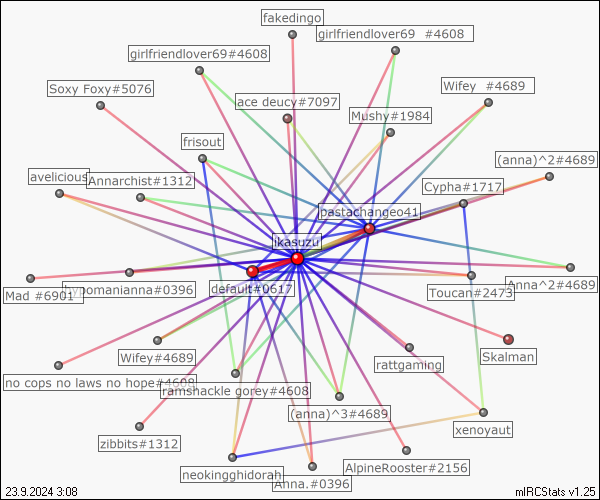 fakedingo
girlfriendlover69 #4608
girlfriendlover69#4608
Wifey #4689
Soxy Foxy#5076
ace deucy#7097
Mushy#1984
frisout
(anna)^2#4689
avelicious
Annarchist#1312
Cypha#1717
pastachangeo41
ikasuzu
Anna^2#4689
Mad #6901
hypnomanianna#0396
default#0617
Toucan#2473
Wifey#4689
rattgaming
Skalman
no cops no laws no hope#4608
ramshackle gorey#4608
(anna)^3#4689
xenoyaut
zibbits#1312
neokingghidorah
AlpineRooster#2156
Anna.#0396
23.9.2024 3:08
mIRCStats v1.25